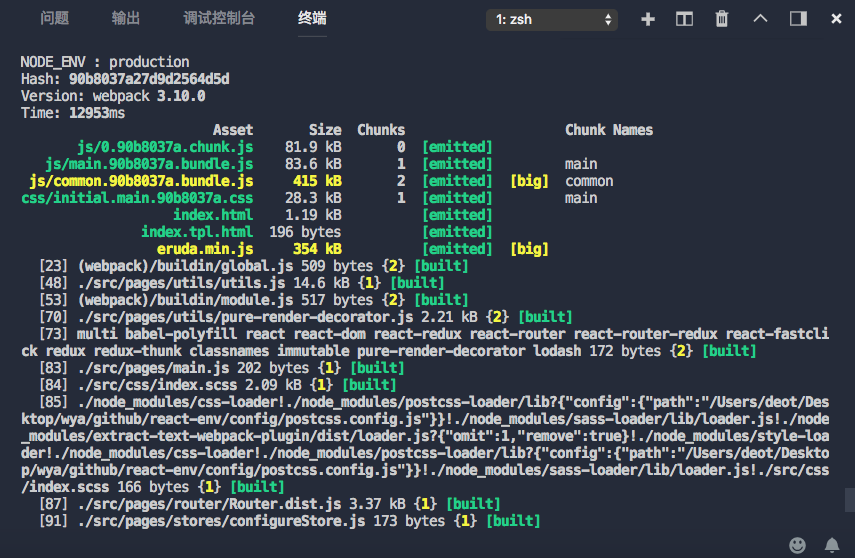 问题 输出 调试控制台 终端 1: zsh
NODE_ENV : production
Hash: 90b8037a27d9d2564d5d
Version: webpack 3.10.0
Time: 12953ms
Asset Size Chunks Chunk Names
js/0.90b8037a.chunk.js 81.9 kB 0 [emitted]
js/main.90b8037a.bundle.js 83.6 kB 1 [emitted] main
js/common.90b8037a.bundle.js 415 kB 2 [emitted] [big] common
css/initial.main.90b8037a.css 28.3 kB 1 [emitted] main
index.html 1.19 kB [emitted]
index.tpl.html 196 bytes [emitted]
eruda.min.js 354 kB [emitted] [big]
[23] (webpack)/buildin/global.js 509 bytes {2} [built]
[48] ./src/pages/utils/utils.js 14.6 kB {1} [built]
[53] (webpack)/buildin/module.js 517 bytes {2} [built]
[70] ./src/pages/utils/pure-render-decorator.js 2.21 kB {2} [built]
[73] multi babel-polyfill react react-dom react-redux react-router react-router-redux react-fastcli
ck redux redux-thunk classnames immutable pure-render-decorator lodash 172 bytes {2} [built]
[83] ./src/pages/main.js 202 bytes {1} [built]
[84] ./src/css/index.scss 2.09 kB {1} [built]
[85] ./node_modules/css-loader!./node_modules/postcss-loader/lib?{"config":{"path":"/Users/deot/Des
ktop/wya/github/react-env/config/postcss.config.js"}}!./node_modules/sass-loader/lib/loader.js!./node
_modules/extract-text-webpack-plugin/dist/loader.js?{"omit":1,"remove":true}!./node_modules/style-loa
der!./node_modules/css-loader!./node_modules/postcss-loader/lib?{"config":{"path":"/Users/deot/Deskto
p/wya/github/react-env/config/postcss.config.js"}}!./node_modules/sass-loader/lib/loader.js!./src/css
/index.scss 166 bytes {1} [built]
[87] ./src/pages/router/Router.dist.js 3.37 kB {1} [built]
[91] ./src/pages/stores/configureStore.js 173 bytes {1} [built]